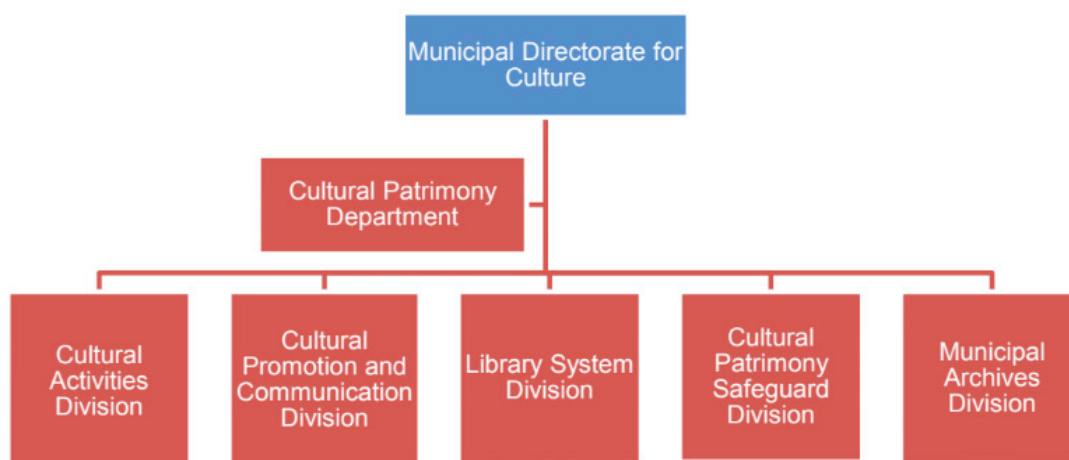 Municipal Directorate for
Culture
Cultural Patrimony
Department
Cultural
Activities
Division
Cultural
Promotion and
Communication
Division
Library System
Division
Cultural
Patrimony
Safeguard
Division
Municipal
Archives
Division